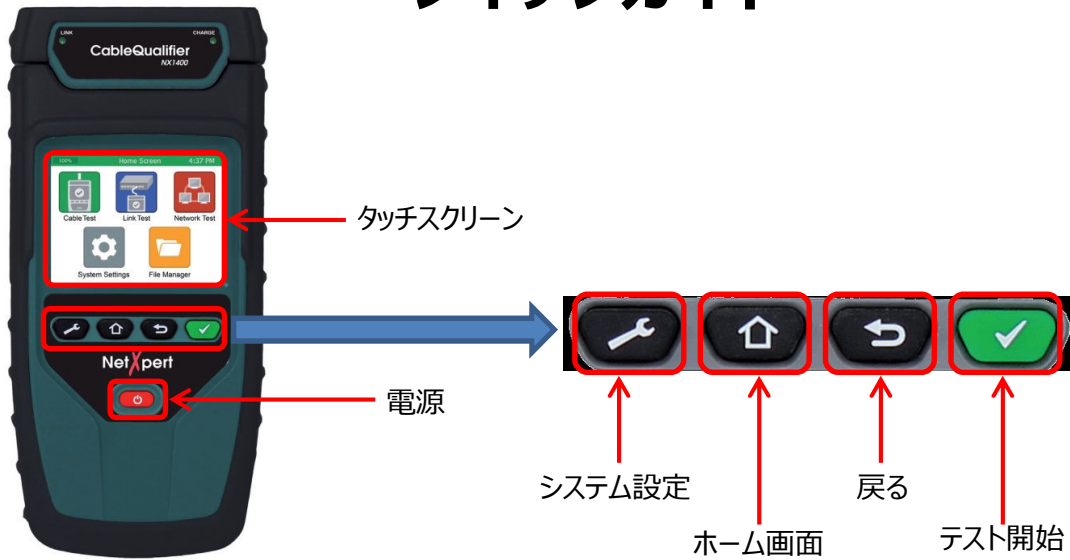 LINK
CHARGE
CableQualifier
NX1400
100%
Home Screen
4:37 PM
Cable Test
Link Test
Network Test
System Settings
File Manager
NetXpert
タッチスクリーン
電源
システム設定
ホーム画面
戻る
テスト開始